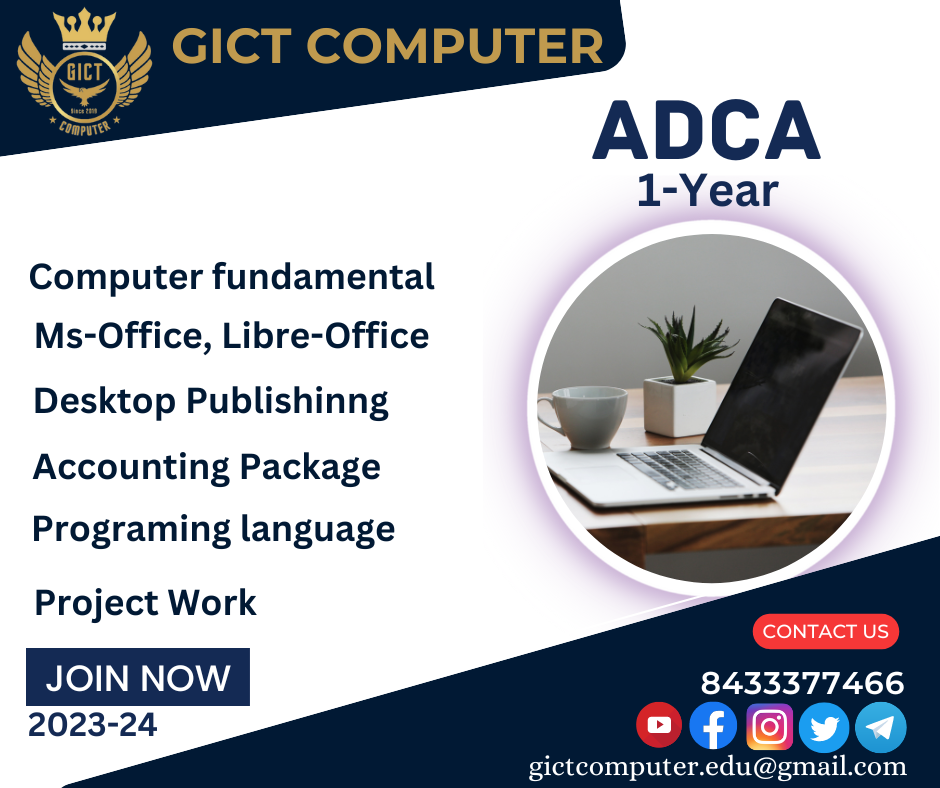 GICT
Since 2019
COMPUTER
GICT COMPUTER
ADCA
1-Year
Computer fundamental
Ms-Office, Libre-Office
Desktop Publishinng
Accounting Package
Programing language
Project Work
JOIN NOW
2023-24
CONTACT US
8433377466
gictcomputer.edu@gmail.com